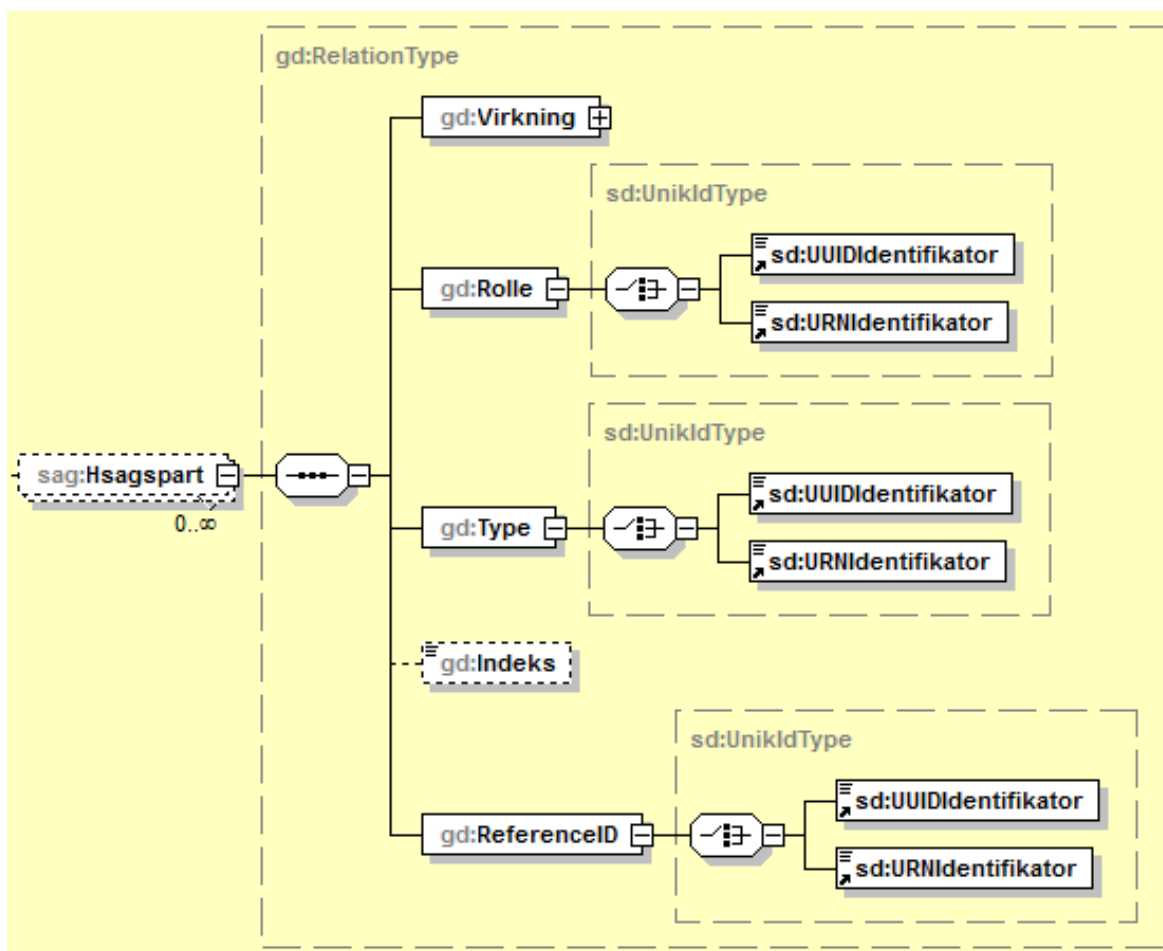 gd:RelationType
gd:Virkning
sd:UnikIdType
sd:UUIDIdentifikator
gd:Rolle
sd:URNIdentifikator
sd:UnikIdType
sag:Hsagspart
0..∞
sd:UUIDIdentifikator
gd:Type
sd:URNIdentifikator
gd:Indeks
sd:UnikIdType
sd:UUIDIdentifikator
gd:ReferenceID
sd:URNIdentifikator